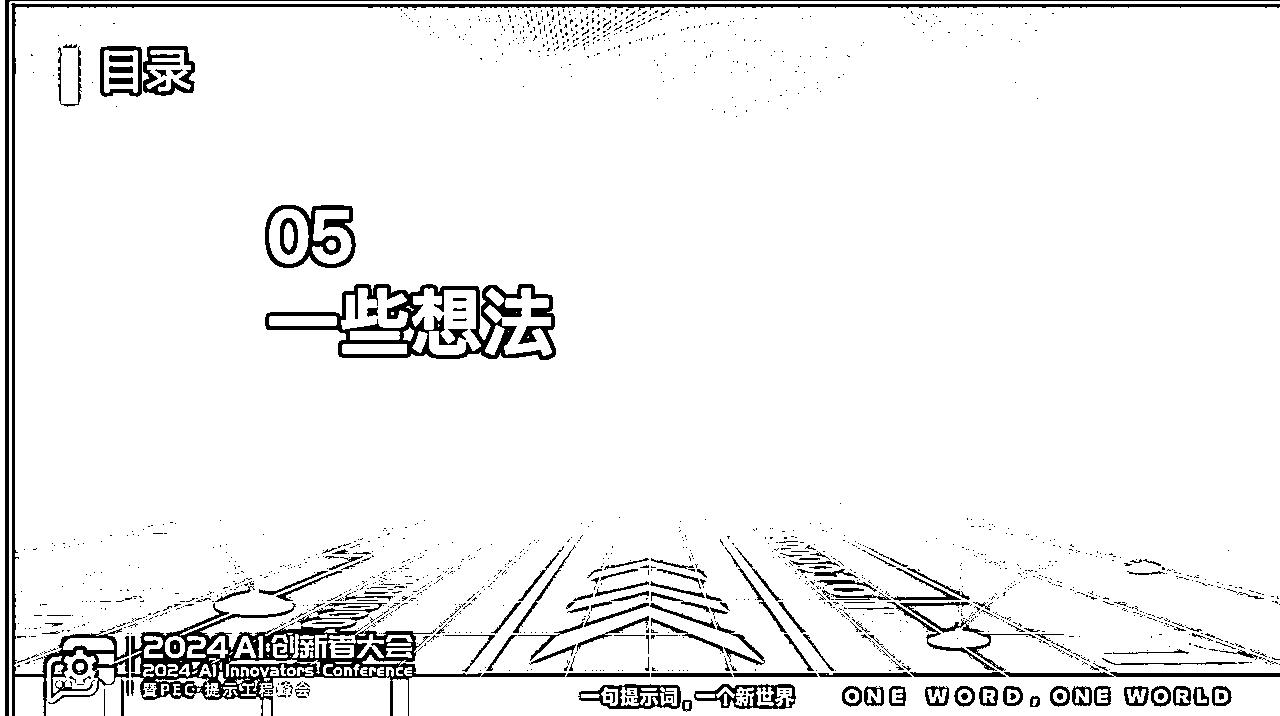 目录
05
一些想法
2024 AI 创新者大会
2024 AI Innovators Conference
暨PEC·提示工程峰会
一句提示词，一个新世界
ONE WORD, ONE WORLD